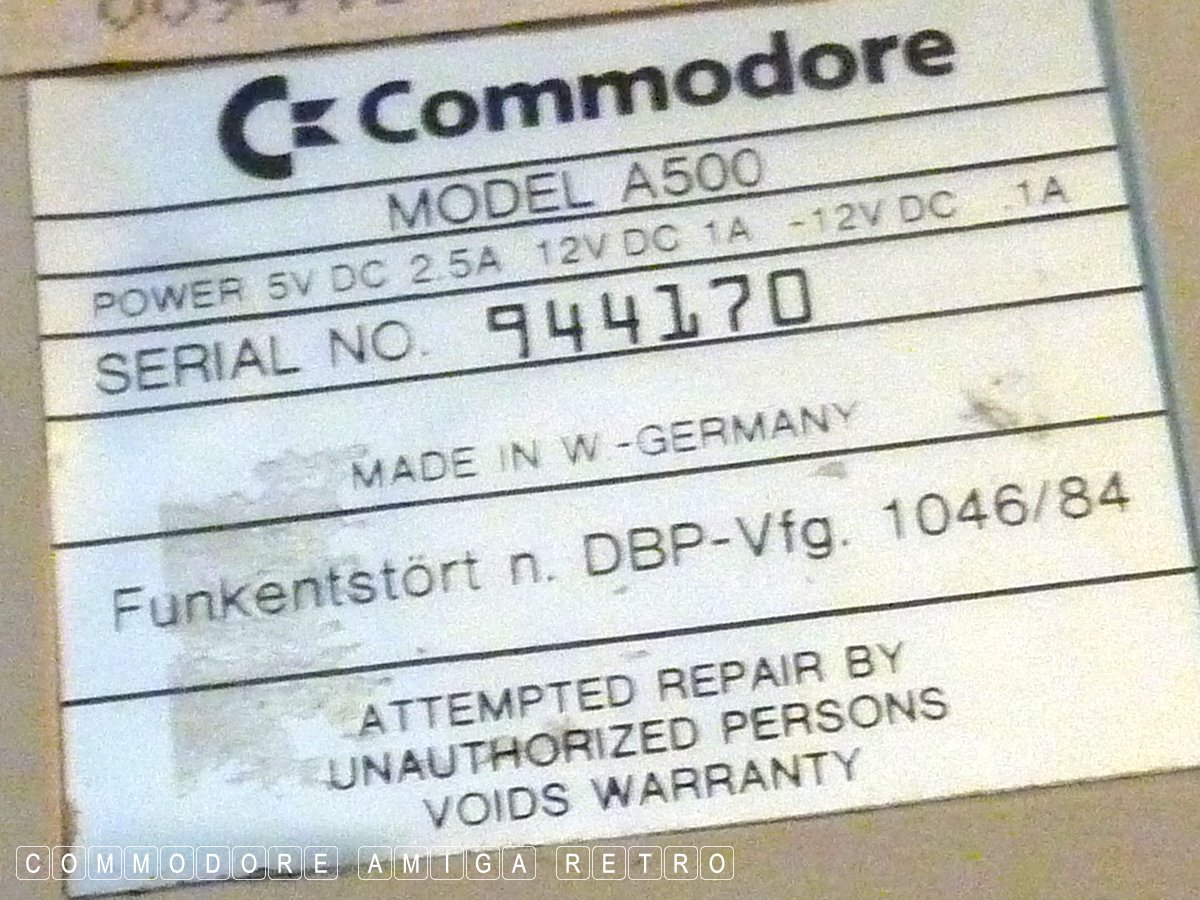 Commodore
MODEL A500
POWER 5V DC 2.5A 12V DC 1A -12V DC .1A
SERIAL NO. 944170
MADE IN W.-GERMANY
Funkentstört n. DBP-Vfg. 1046/84
ATTEMPTED REPAIR BY
UNAUTHORIZED PERSONS
VOIDS WARRANTY
COMMODORE AMIGA RETRO